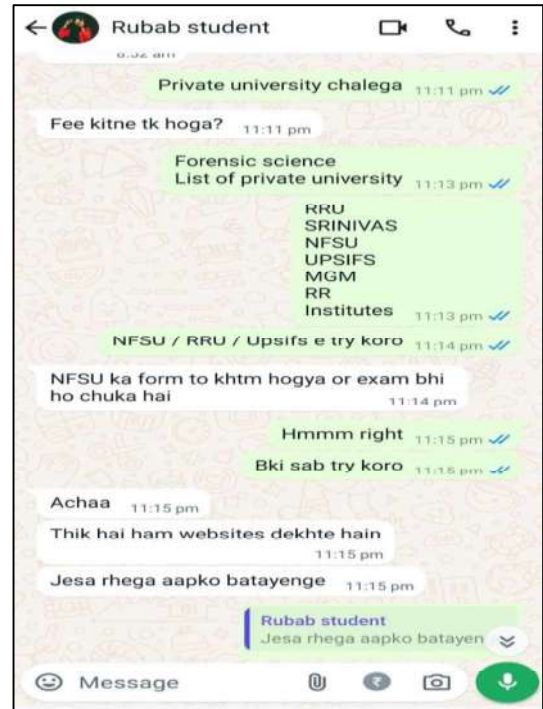 Rubab student
8:52 am
Private university chalega 11:11 pm
Fee kitne tk hoga? 11:11 pm
Forensic science
List of private university 11:13 pm
RRU
SRINIVAS
NFSU
UPSIFS
MGM
RR
Institutes 11:13 pm
NFSU / RRU / Upsifs e try koro 11:14 pm
NFSU ka form to khtm hogya or exam bhi
ho chuka hai 11:14 pm
Hmmm right 11:15 pm
Bki sab try koro 11:15 pm
Achaa 11:15 pm
Thik hai ham websites dekhte hain
11:15 pm
Jesa rhega aapko batayenge 11:15 pm
Rubab student
Jesa rhega aapko batayen
Message